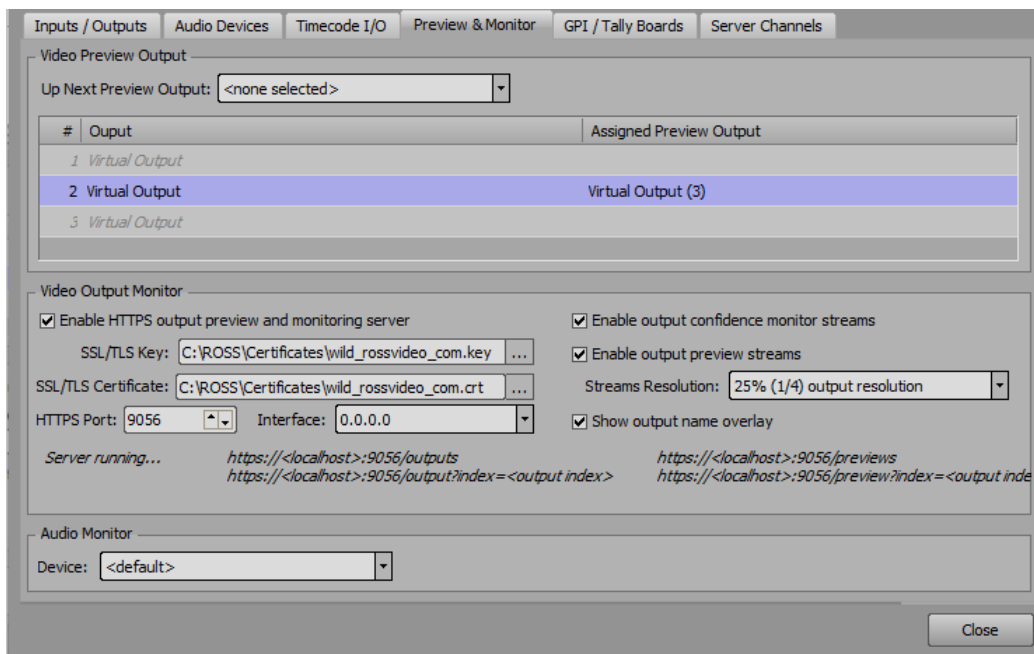 Inputs / Outputs Audio Devices Timecode I/O Preview & Monitor GPI / Tally Boards Server Channels
Video Preview Output
Up Next Preview Output: <none selected>
# Ouput Assigned Preview Output
1 Virtual Output
2 Virtual Output Virtual Output (3)
3 Virtual Output
Video Output Monitor
Enable HTTPS output preview and monitoring server Enable output confidence monitor streams
SSL/TLS Key: C:\ROSS\Certificates\wild_rossvideo_com.key ... Enable output preview streams
SSL/TLS Certificate: C:\ROSS\Certificates\wild_rossvideo_com.crt ... Streams Resolution: 25% (1/4) output resolution
HTTPS Port: 9056 Interface: 0.0.0.0 Show output name overlay
Server running... https://<localhost>:9056/outputs https://<localhost>:9056/previews
https://<localhost>:9056/output?index=<output index> https://<localhost>:9056/preview?index=<output inde
Audio Monitor
Device: <default>
Close